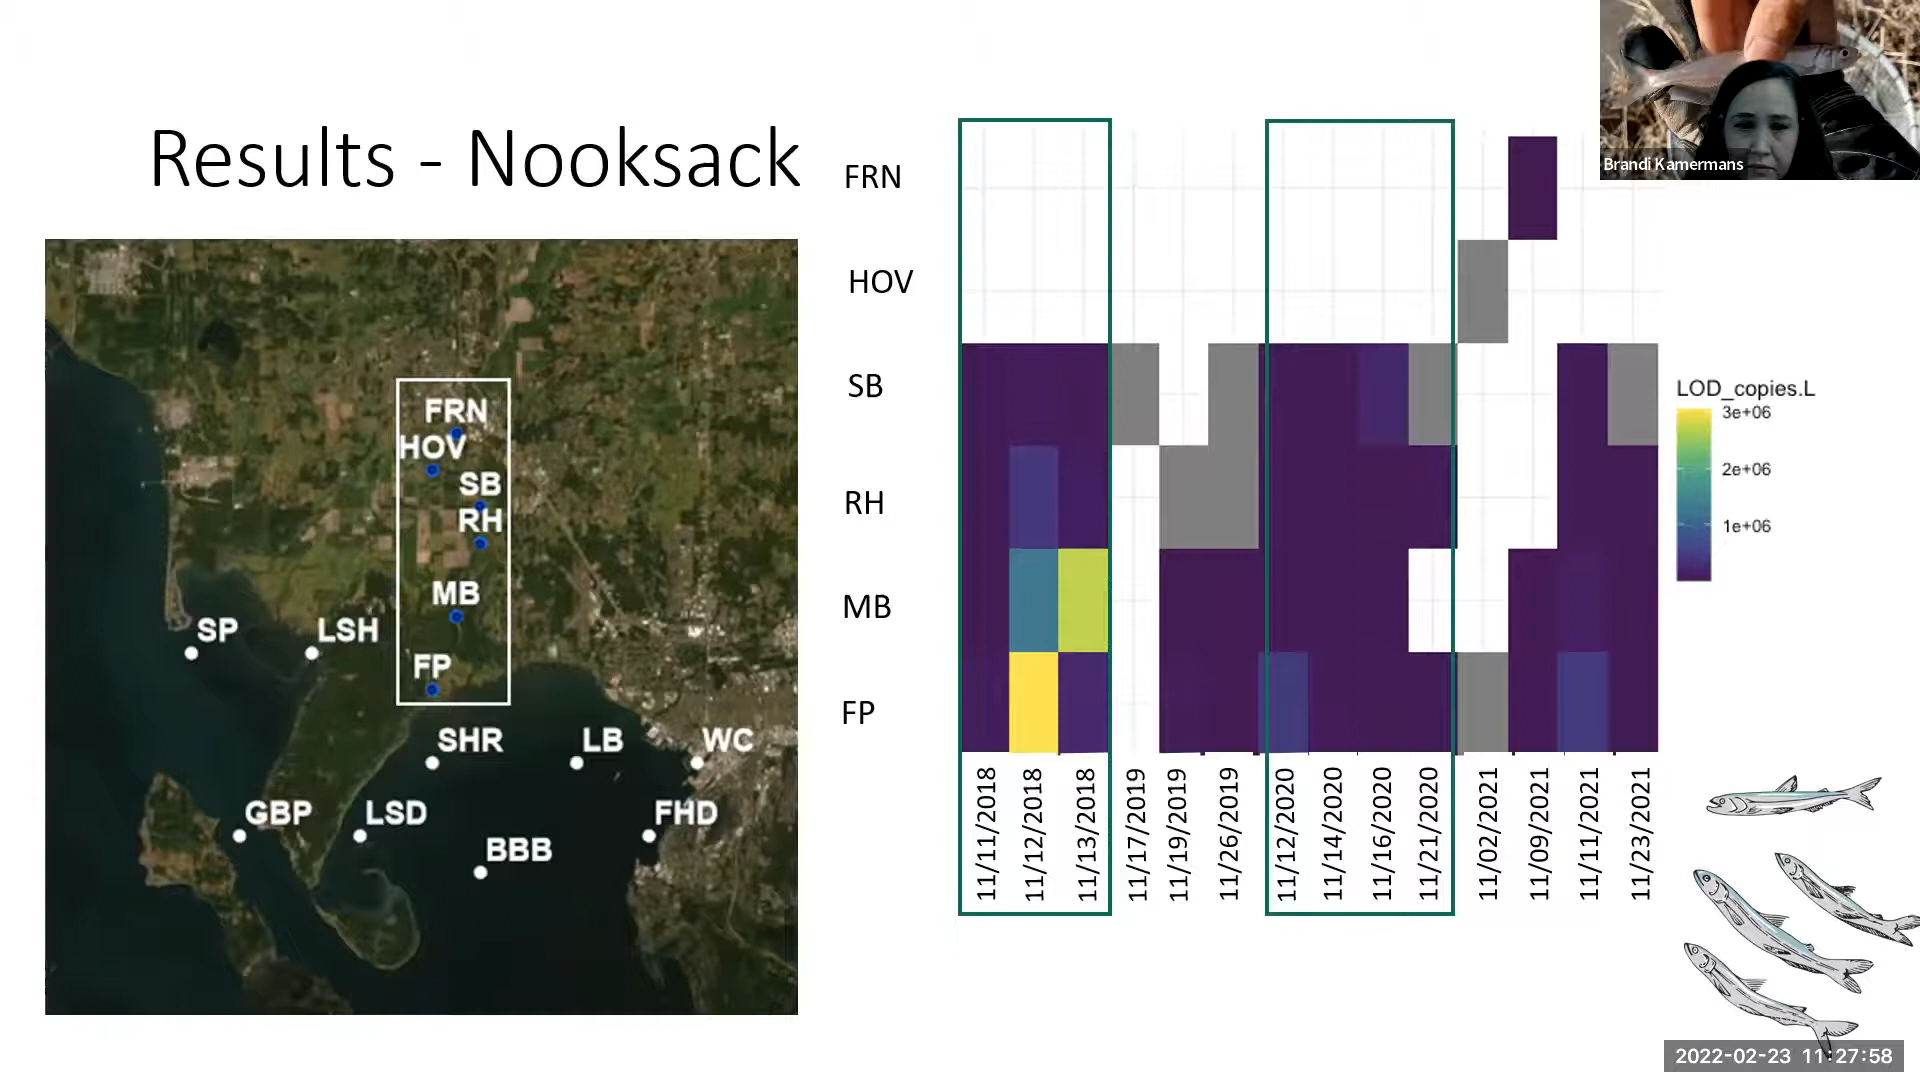 Results - Nooksack
FRN
HOV
SB
RH
MB
FP
SP
LSH
SHR
LB
WC
GBP
LSD
FHD
BBB
FRN
HOV
SB
RH
MB
FP
11/11/2018
11/12/2018
11/13/2018
11/17/2019
11/19/2019
11/26/2019
11/12/2020
11/14/2020
11/16/2020
11/21/2020
11/02/2021
11/09/2021
11/11/2021
11/23/2021
LOD_copies.L
3e+06
2e+06
1e+06
Brandi Kamermans
2022-02-23 11:27:58